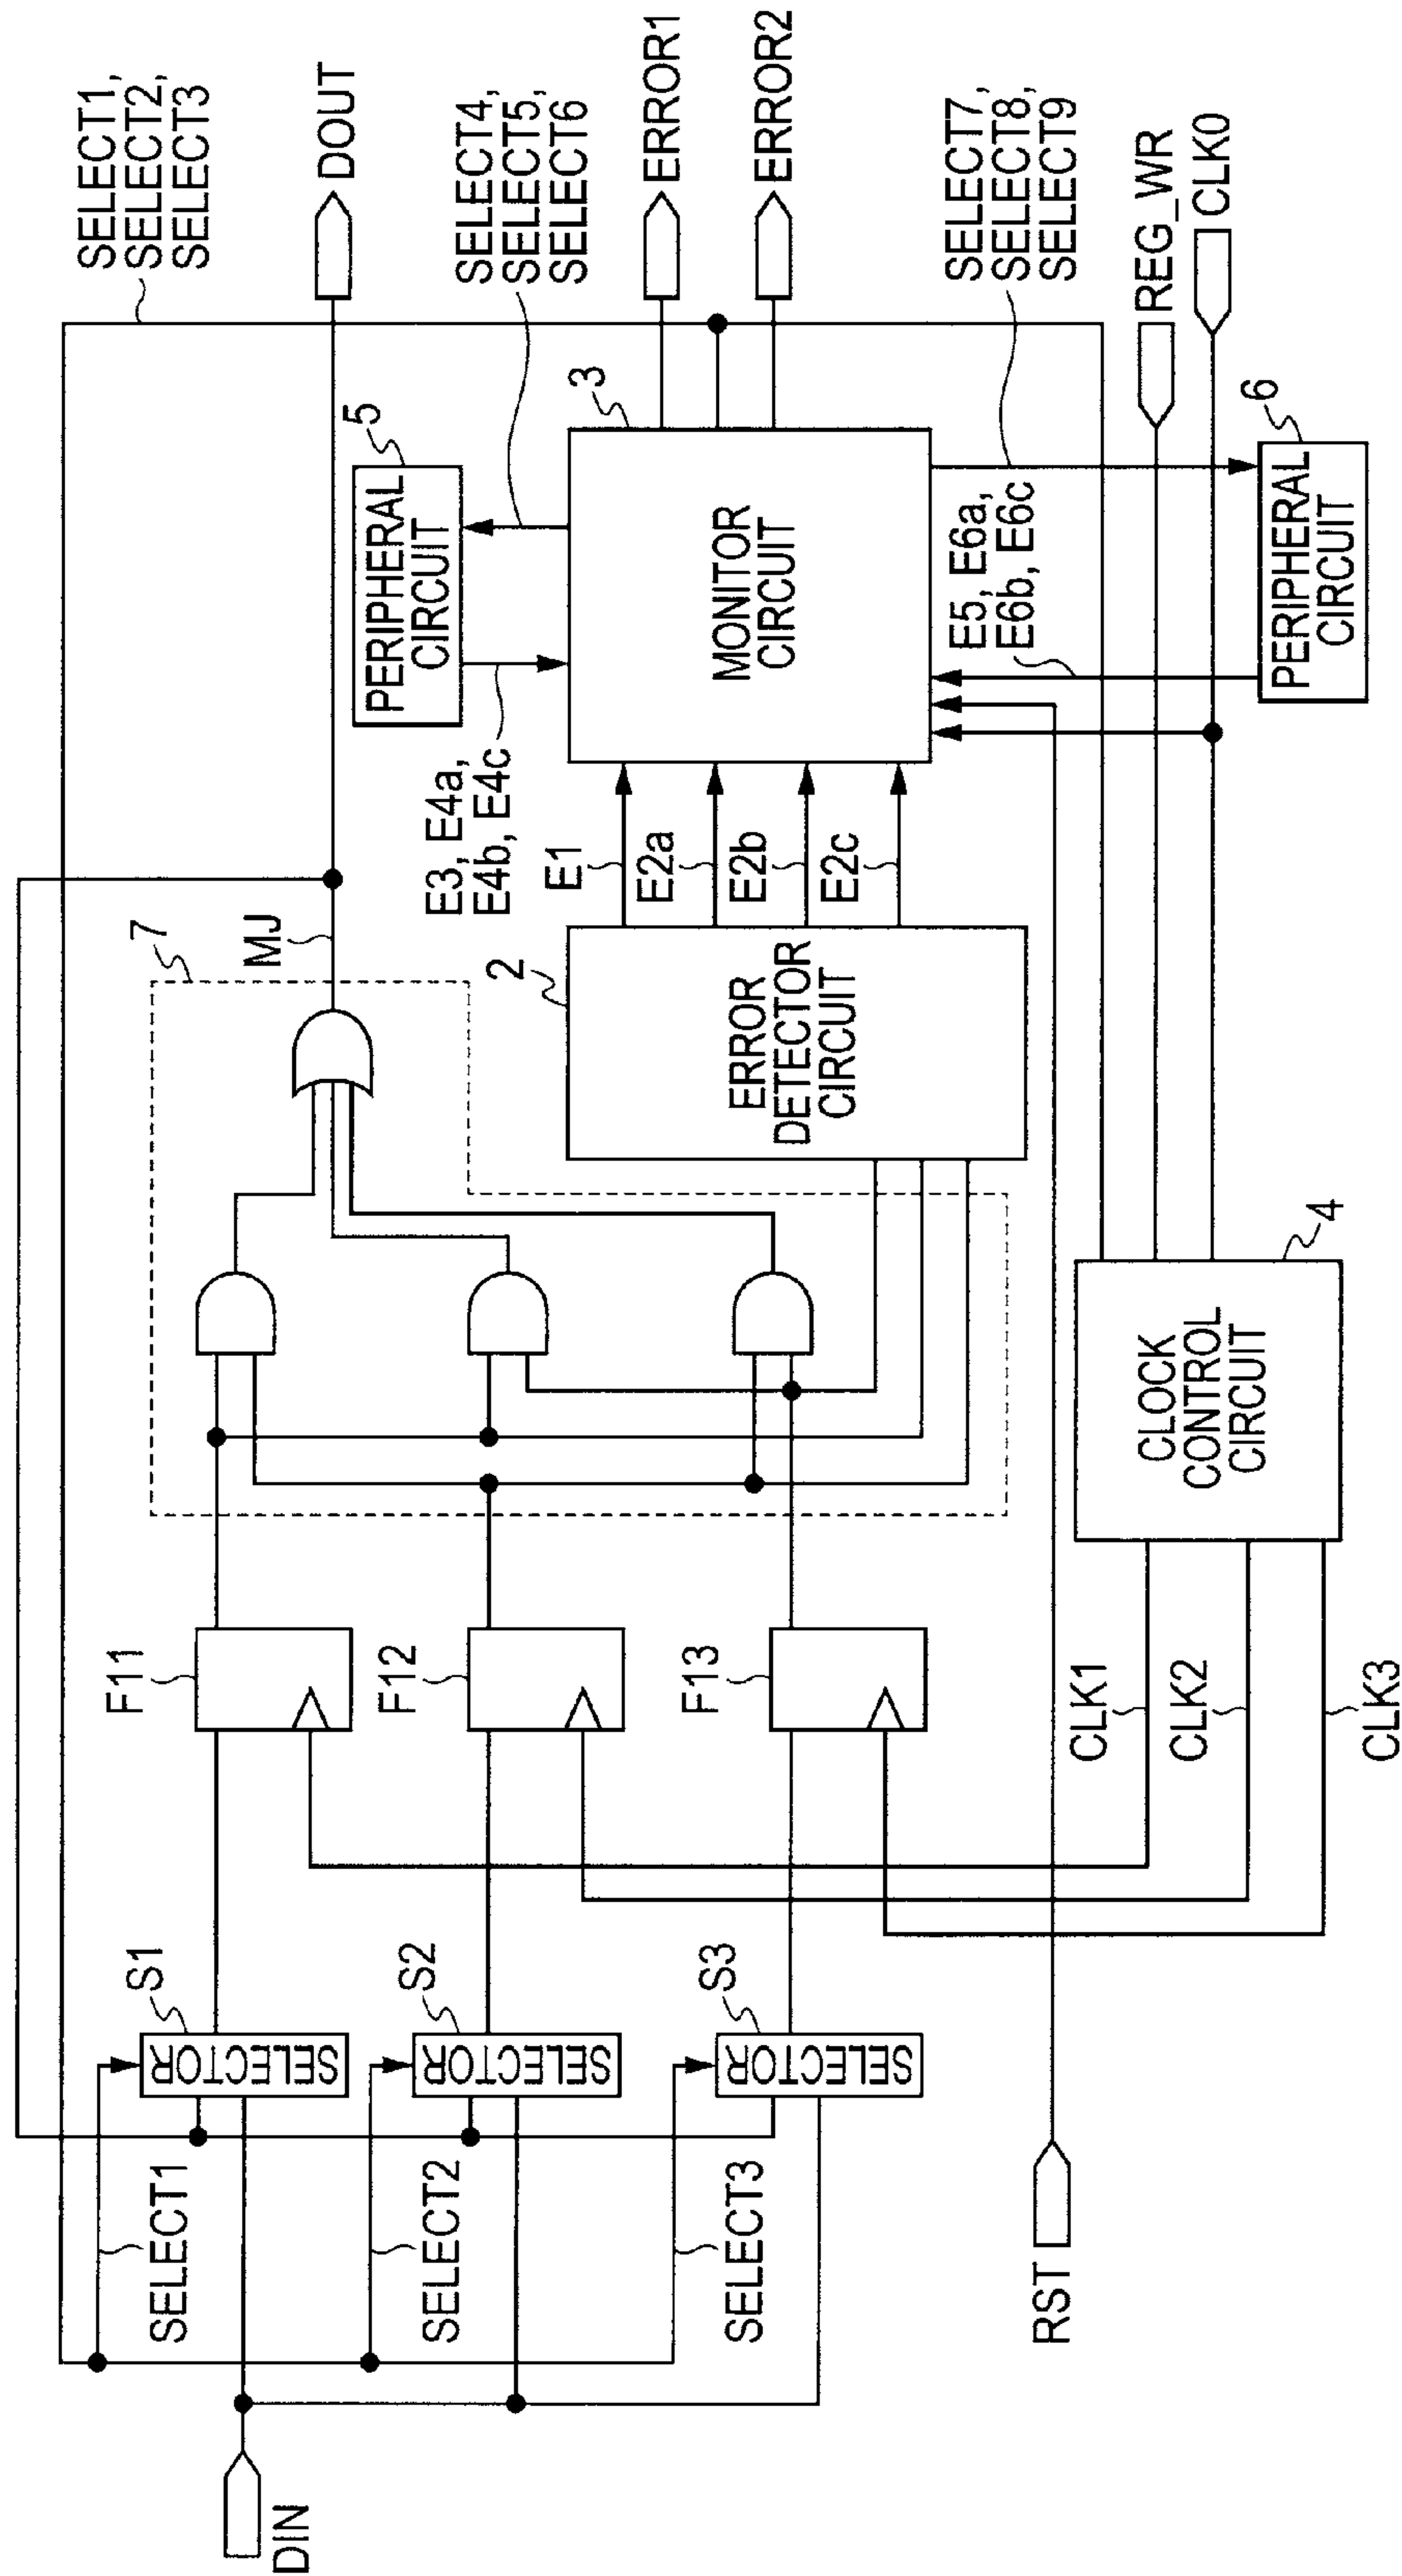 SELECT1,
SELECT2,
SELECT3
DOUT
SELECT4,
SELECT5,
SELECT6
ERROR1
ERROR2
SELECT7,
SELECT8,
SELECT9
REG_WR
CLK0
5
PERIPHERAL
CIRCUIT
3
MONITOR
CIRCUIT
6
PERIPHERAL
CIRCUIT
E3, E4a,
E4b, E4c
E5, E6a,
E6b, E6c
E1
E2a
E2b
E2c
7
MJ
2
ERROR
DETECTOR
CIRCUIT
4
CLOCK
CONTROL
CIRCUIT
F11
F12
F13
CLK1
CLK2
CLK3
S1
SELECTOR
S2
SELECTOR
S3
SELECTOR
SELECT1
SELECT2
SELECT3
RST
DIN